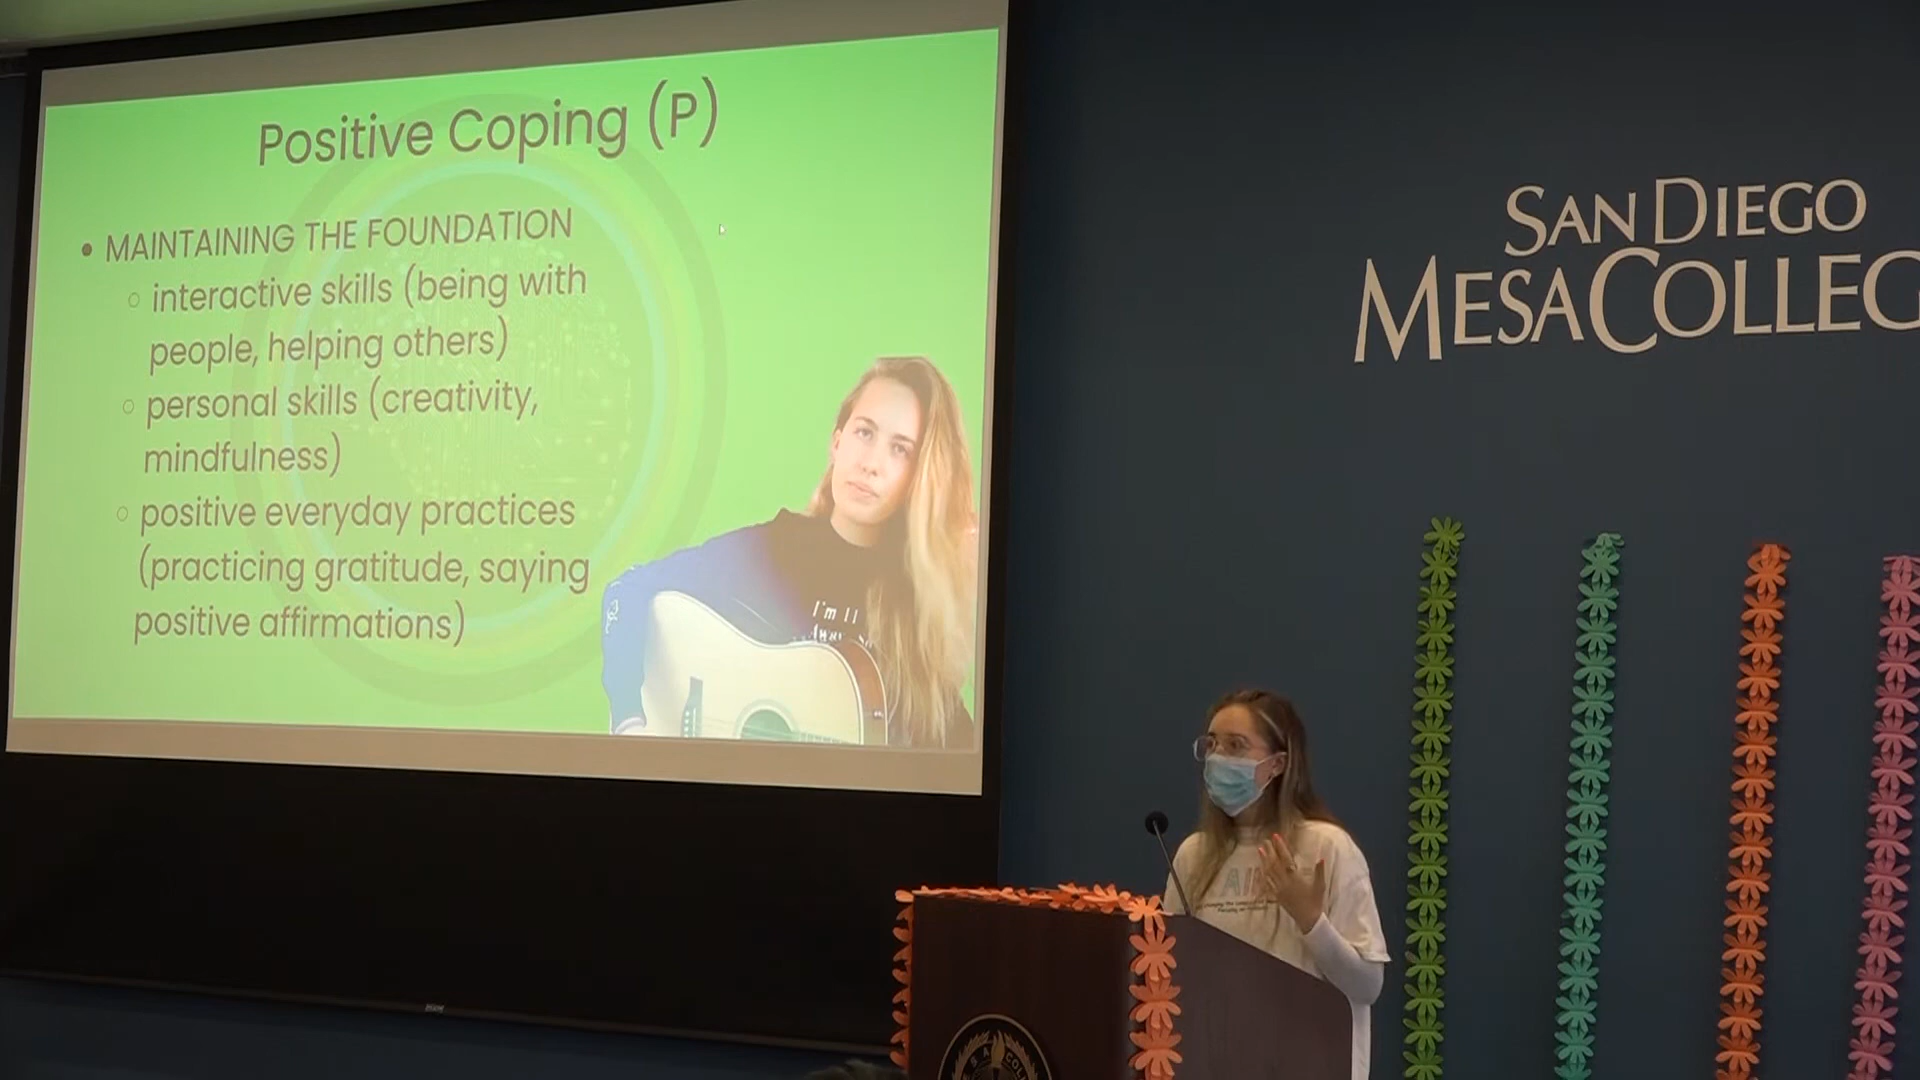 Positive Coping (P)
• MAINTAINING THE FOUNDATION
○ interactive skills (being with
people, helping others)
○ personal skills (creativity,
mindfulness)
○ positive everyday practices
(practicing gratitude, saying
positive affirmations)
I'm
SAN DIEGO
MESA COLLEG